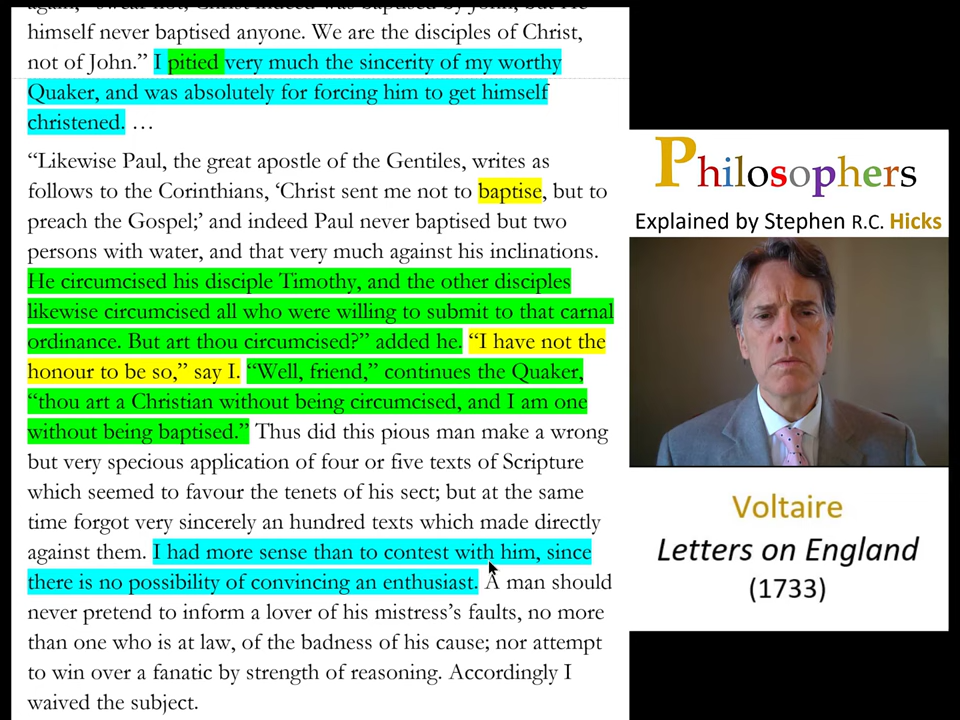 again, “swear not; Christ indeed was baptised by John, but He
himself never baptised anyone. We are the disciples of Christ,
not of John.” I pitied very much the sincerity of my worthy
Quaker, and was absolutely for forcing him to get himself
christened. …
“Likewise Paul, the great apostle of the Gentiles, writes as
follows to the Corinthians, ‘Christ sent me not to baptise, but to
preach the Gospel;’ and indeed Paul never baptised but two
persons with water, and that very much against his inclinations.
He circumcised his disciple Timothy, and the other disciples
likewise circumcised all who were willing to submit to that carnal
ordinance. But art thou circumcised?” added he. “I have not the
honour to be so,” say I. “Well, friend,” continues the Quaker,
“thou art a Christian without being circumcised, and I am one
without being baptised.” Thus did this pious man make a wrong
but very specious application of four or five texts of Scripture
which seemed to favour the tenets of his sect; but at the same
time forgot very sincerely an hundred texts which made directly
against them. I had more sense than to contest with him, since
there is no possibility of convincing an enthusiast. A man should
never pretend to inform a lover of his mistress’s faults, no more
than one who is at law, of the badness of his cause; nor attempt
to win over a fanatic by strength of reasoning. Accordingly I
waived the subject.
Philosophers
Explained by Stephen R.C. Hicks
Voltaire
Letters on England
(1733)